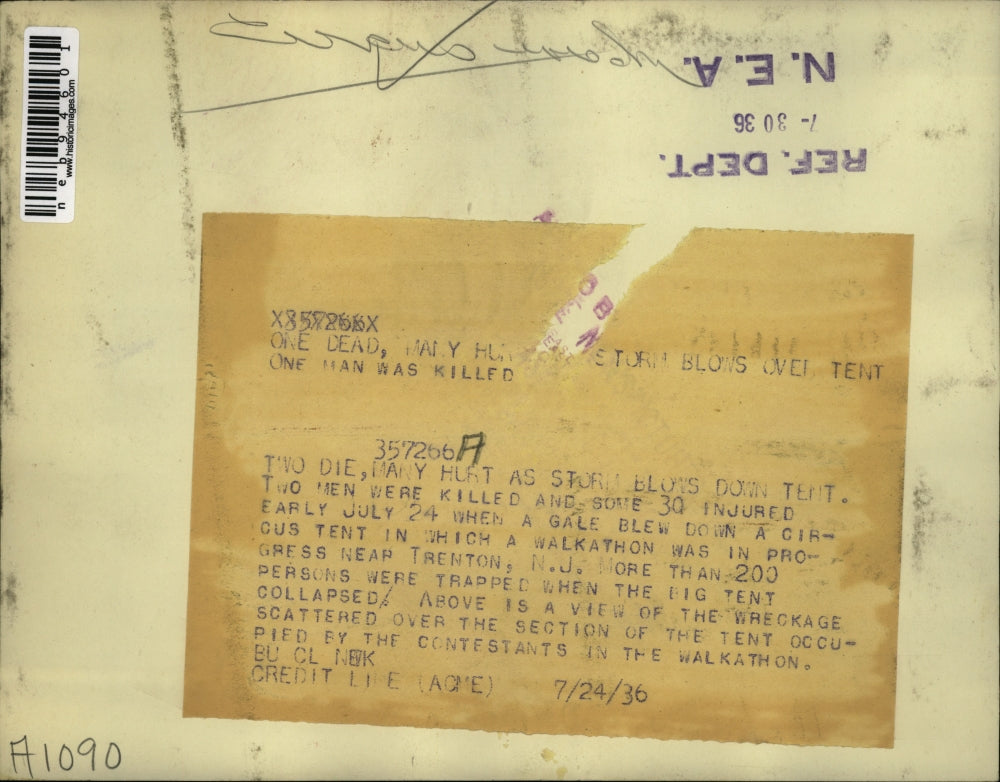 N.E.A.
7- 30 36
REF. DEPT.
neb94601
www.historicimages.com
X357266X
ONE DEAD, MANY HUR STORM BLOWS OVER TENT
ONE MAN WAS KILLED
357266A
TWO DIE, MANY HURT AS STORM BLOWS DOWN TENT.
TWO MEN WERE KILLED AND SOME 30 INJURED
EARLY JULY 24 WHEN A GALE BLEW DOWN A CIR-
CUS TENT IN WHICH A WALKATHON WAS IN PRO-
GRESS NEAR TRENTON, N.J. MORE THAN 200
PERSONS WERE TRAPPED WHEN THE BIG TENT
COLLAPSED/ ABOVE IS A VIEW OF THE WRECKAGE
SCATTERED OVER THE SECTION OF THE TENT OCCU-
PIED BY THE CONTESTANTS IN THE WALKATHON.
BU CL NWK
CREDIT LINE (ACME) 7/24/36
A1090